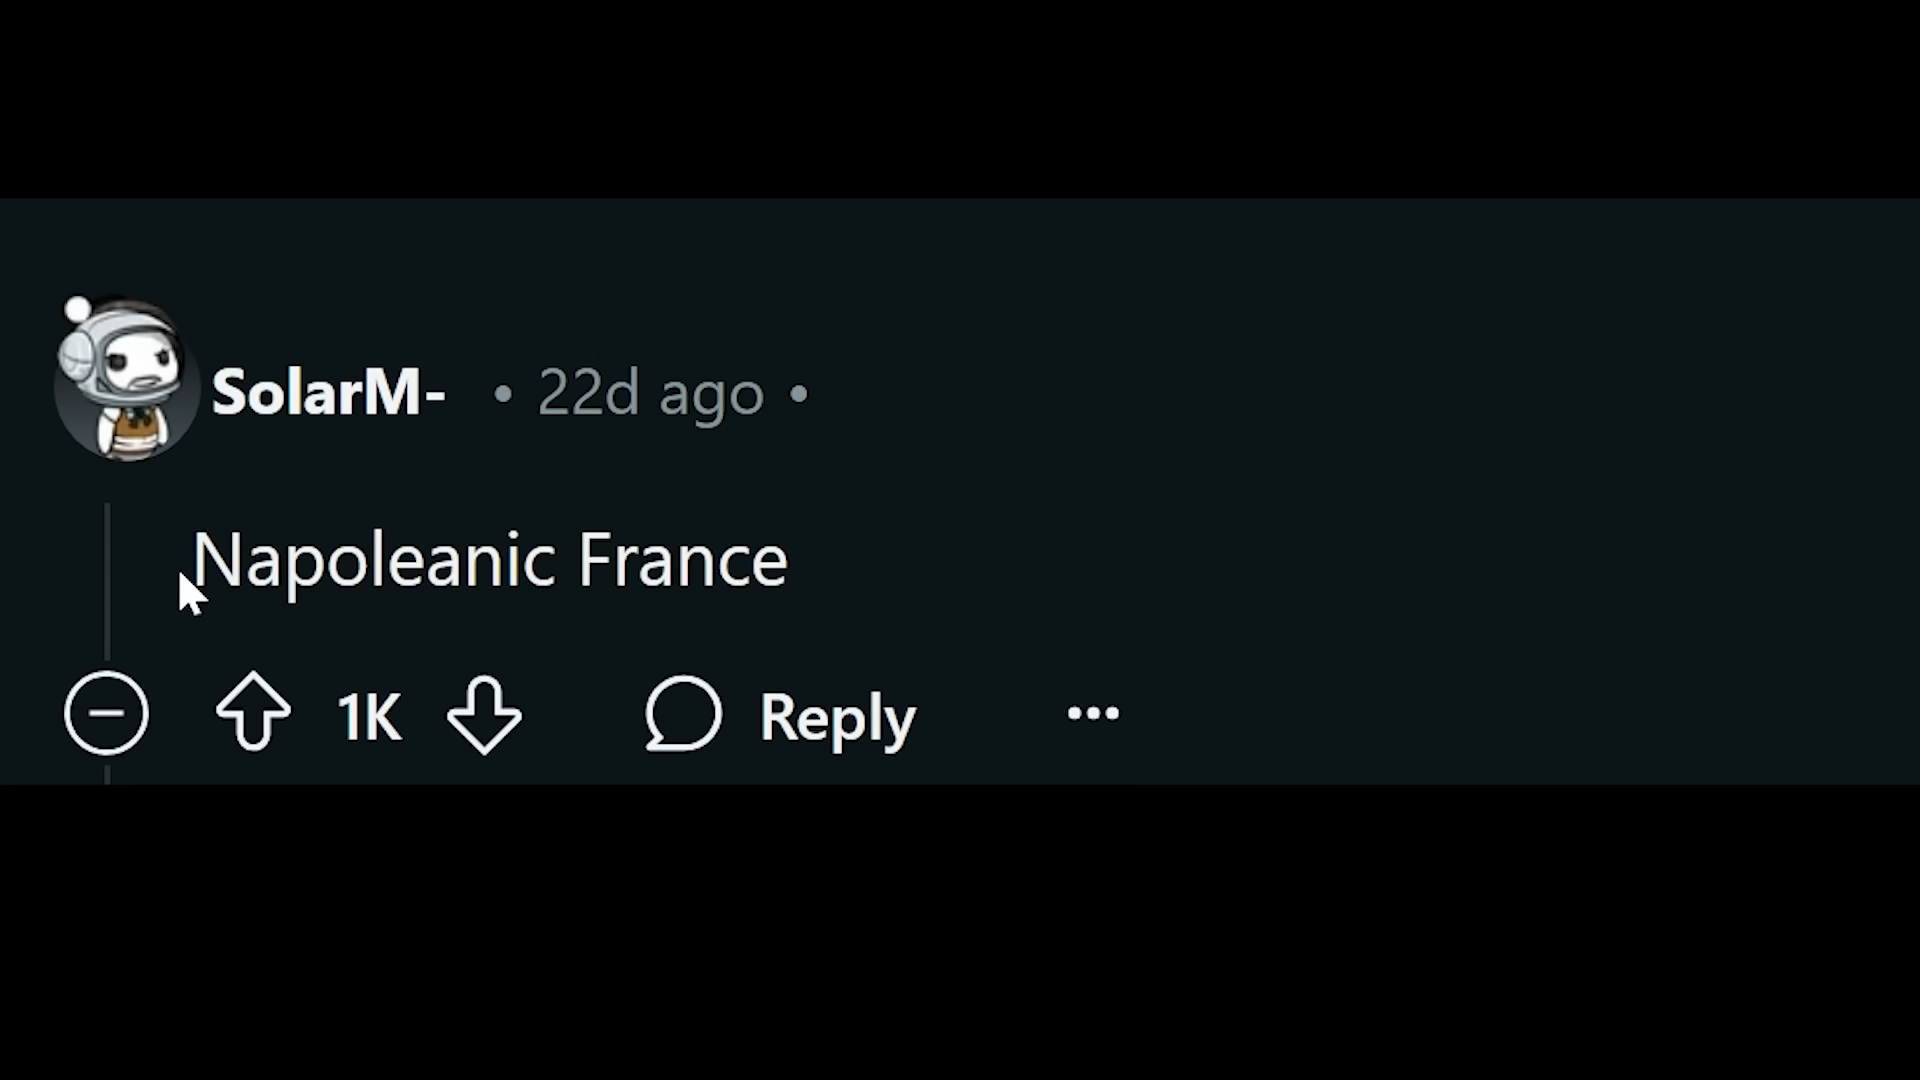 SolarM- • 22d ago •
Napoleanic France
1K Reply